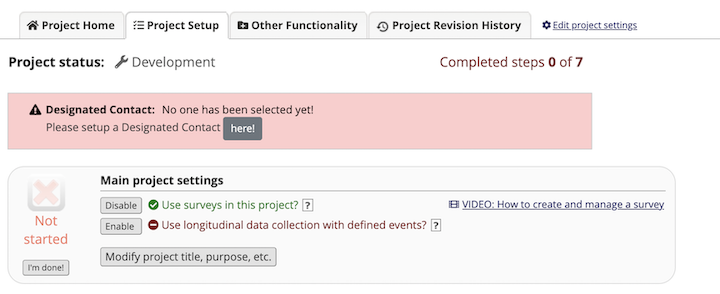 Project Home Project Setup Other Functionality Project Revision History Edit project settings
Project status: Development Completed steps 0 of 7
Designated Contact: No one has been selected yet!
Please setup a Designated Contact here!
Main project settings
Disable Use surveys in this project? ? VIDEO: How to create and manage a survey
Not started
Enable Use longitudinal data collection with defined events? ?
I'm done!
Modify project title, purpose, etc.